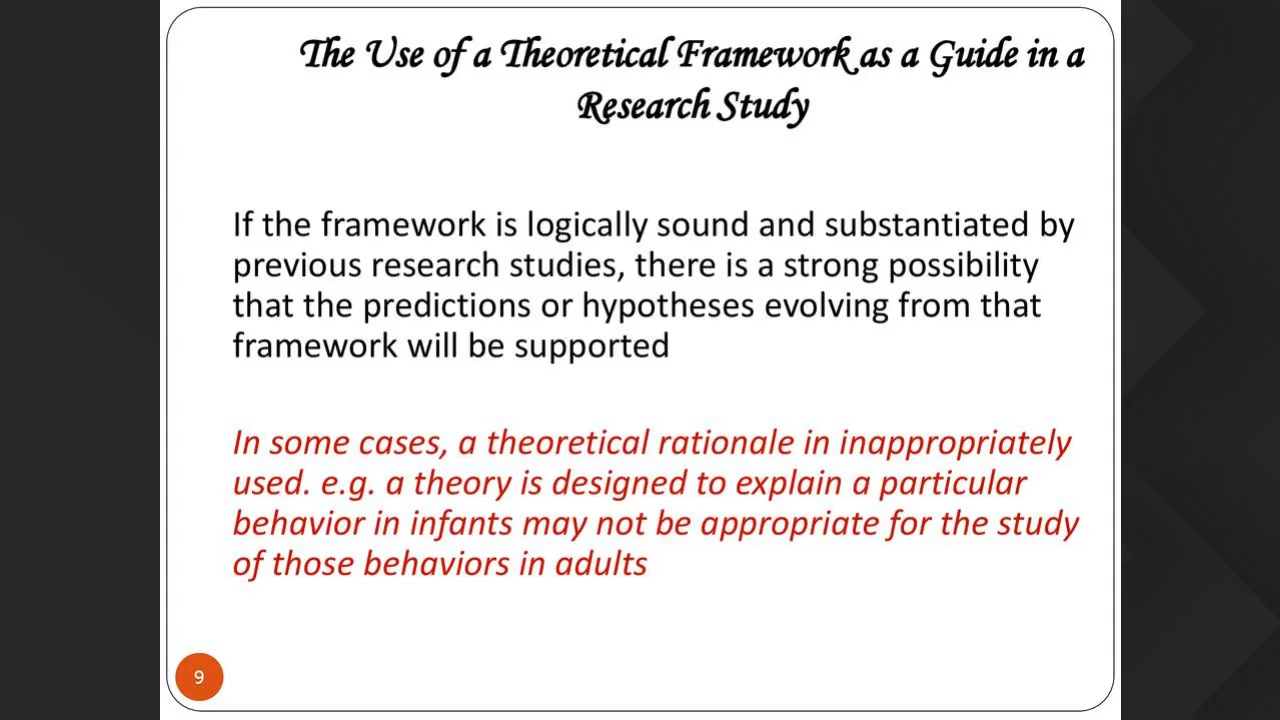 The Use of a Theoretical Framework as a Guide in a
Research Study
If the framework is logically sound and substantiated by
previous research studies, there is a strong possibility
that the predictions or hypotheses evolving from that
framework will be supported
In some cases, a theoretical rationale in inappropriately
used. e.g. a theory is designed to explain a particular
behavior in infants may not be appropriate for the study
of those behaviors in adults
9